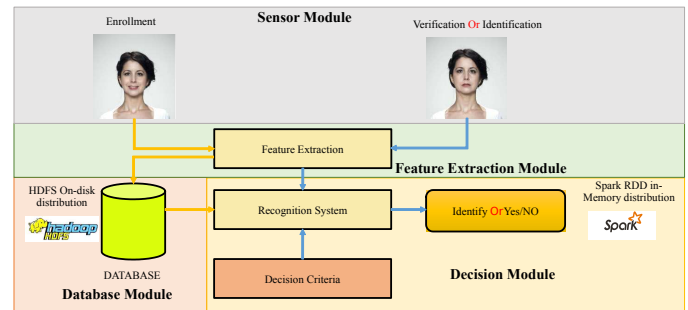 Sensor Module
Enrollment
Verification Or Identification
Feature Extraction
Feature Extraction Module
HDFS On-disk
distribution
hadoop
HDFS
DATABASE
Database Module
Recognition System
Identify Or Yes/NO
Spark RDD in-
Memory distribution
Spark
Decision Criteria
Decision Module